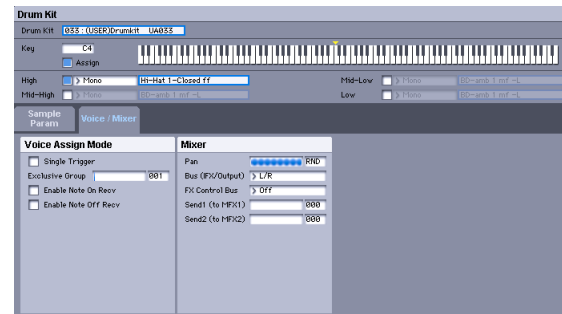 Drum Kit
Drum Kit 033:(USER)Drumkit UA033
Key C4
Assign
High Mono Hi-Hat 1-Closed ff Mid-Low Mono BD-amb 1 mf -L
Mid-High Mono BD-amb 1 mf -L Low Mono BD-amb 1 mf -L
Sample Param Voice / Mixer
Voice Assign Mode Mixer
Single Trigger Pan RND
Exclusive Group 001 Bus (IFX/Output) L/R
Enable Note On Recv FX Control Bus Off
Enable Note Off Recv Send1 (to MFX1) 000
Send2 (to MFX2) 000